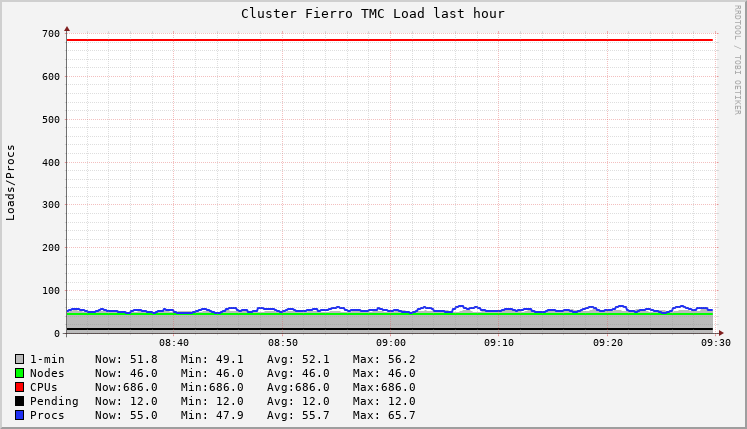 Cluster Fierro TMC Load last hour
RRDTOOL / TOBI OETIKER
Loads/Procs
700
600
500
400
300
200
100
0
08:40 08:50 09:00 09:10 09:20 09:30
1-min Now: 51.8 Min: 49.1 Avg: 52.1 Max: 56.2
Nodes Now: 46.0 Min: 46.0 Avg: 46.0 Max: 46.0
CPUs Now:686.0 Min:686.0 Avg:686.0 Max:686.0
Pending Now: 12.0 Min: 12.0 Avg: 12.0 Max: 12.0
Procs Now: 55.0 Min: 47.9 Avg: 55.7 Max: 65.7